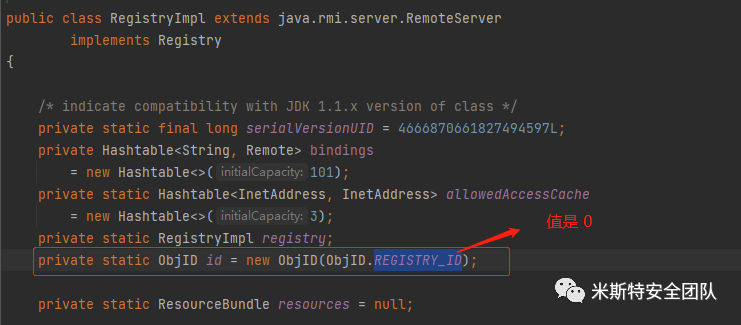 public class RegistryImpl extends java.rmi.server.RemoteServer
implements Registry
{
/* indicate compatibility with JDK 1.1.x version of class */
private static final long serialVersionUID = 4666870661827494597L;
private Hashtable<String, Remote> bindings
= new Hashtable<>( initialCapacity: 101);
private static Hashtable<InetAddress, InetAddress> allowedAccessCache
= new Hashtable<>( initialCapacity: 3);
private static RegistryImpl registry;
值是 0
private static ObjID id = new ObjID(ObjID.REGISTRY_ID);
private static ResourceBundle resources = null;
米斯特安全团队